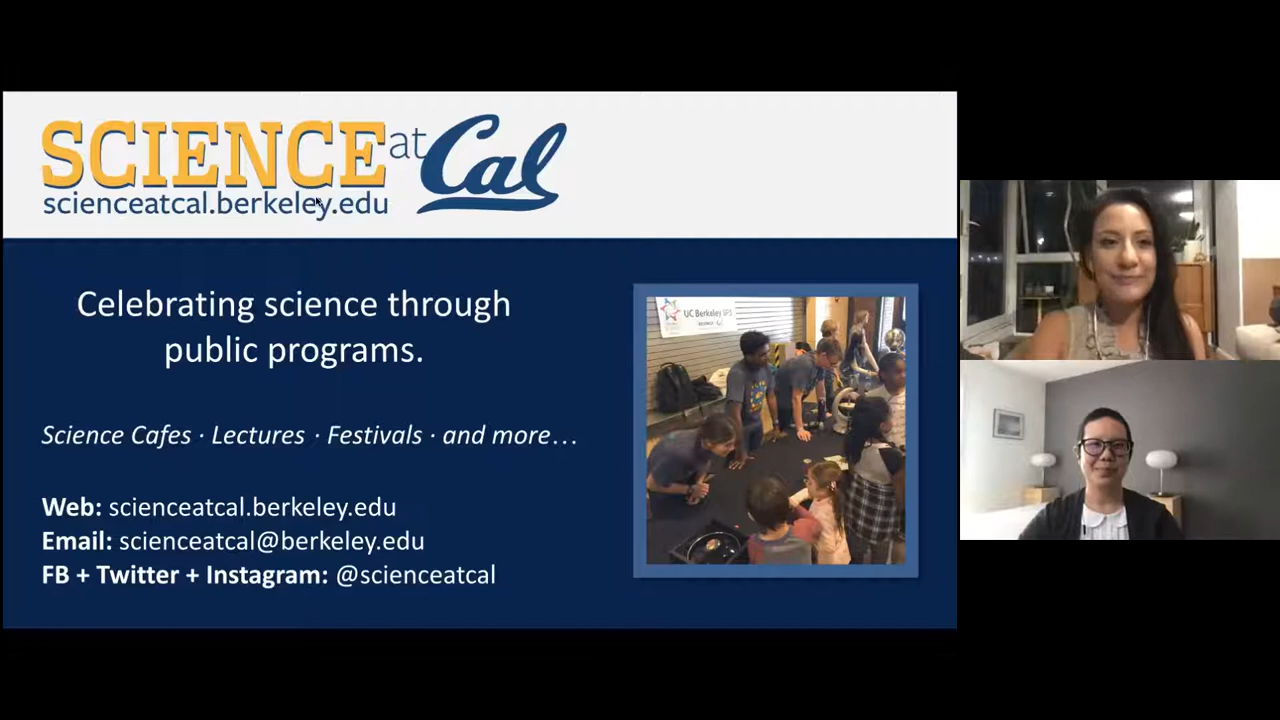 SCIENCE at Cal
scienceatcal.berkeley.edu
Celebrating science through
public programs.
Science Cafes · Lectures · Festivals · and more…
Web: scienceatcal.berkeley.edu
Email: scienceatcal@berkeley.edu
FB + Twitter + Instagram: @scienceatcal
UC Berkeley